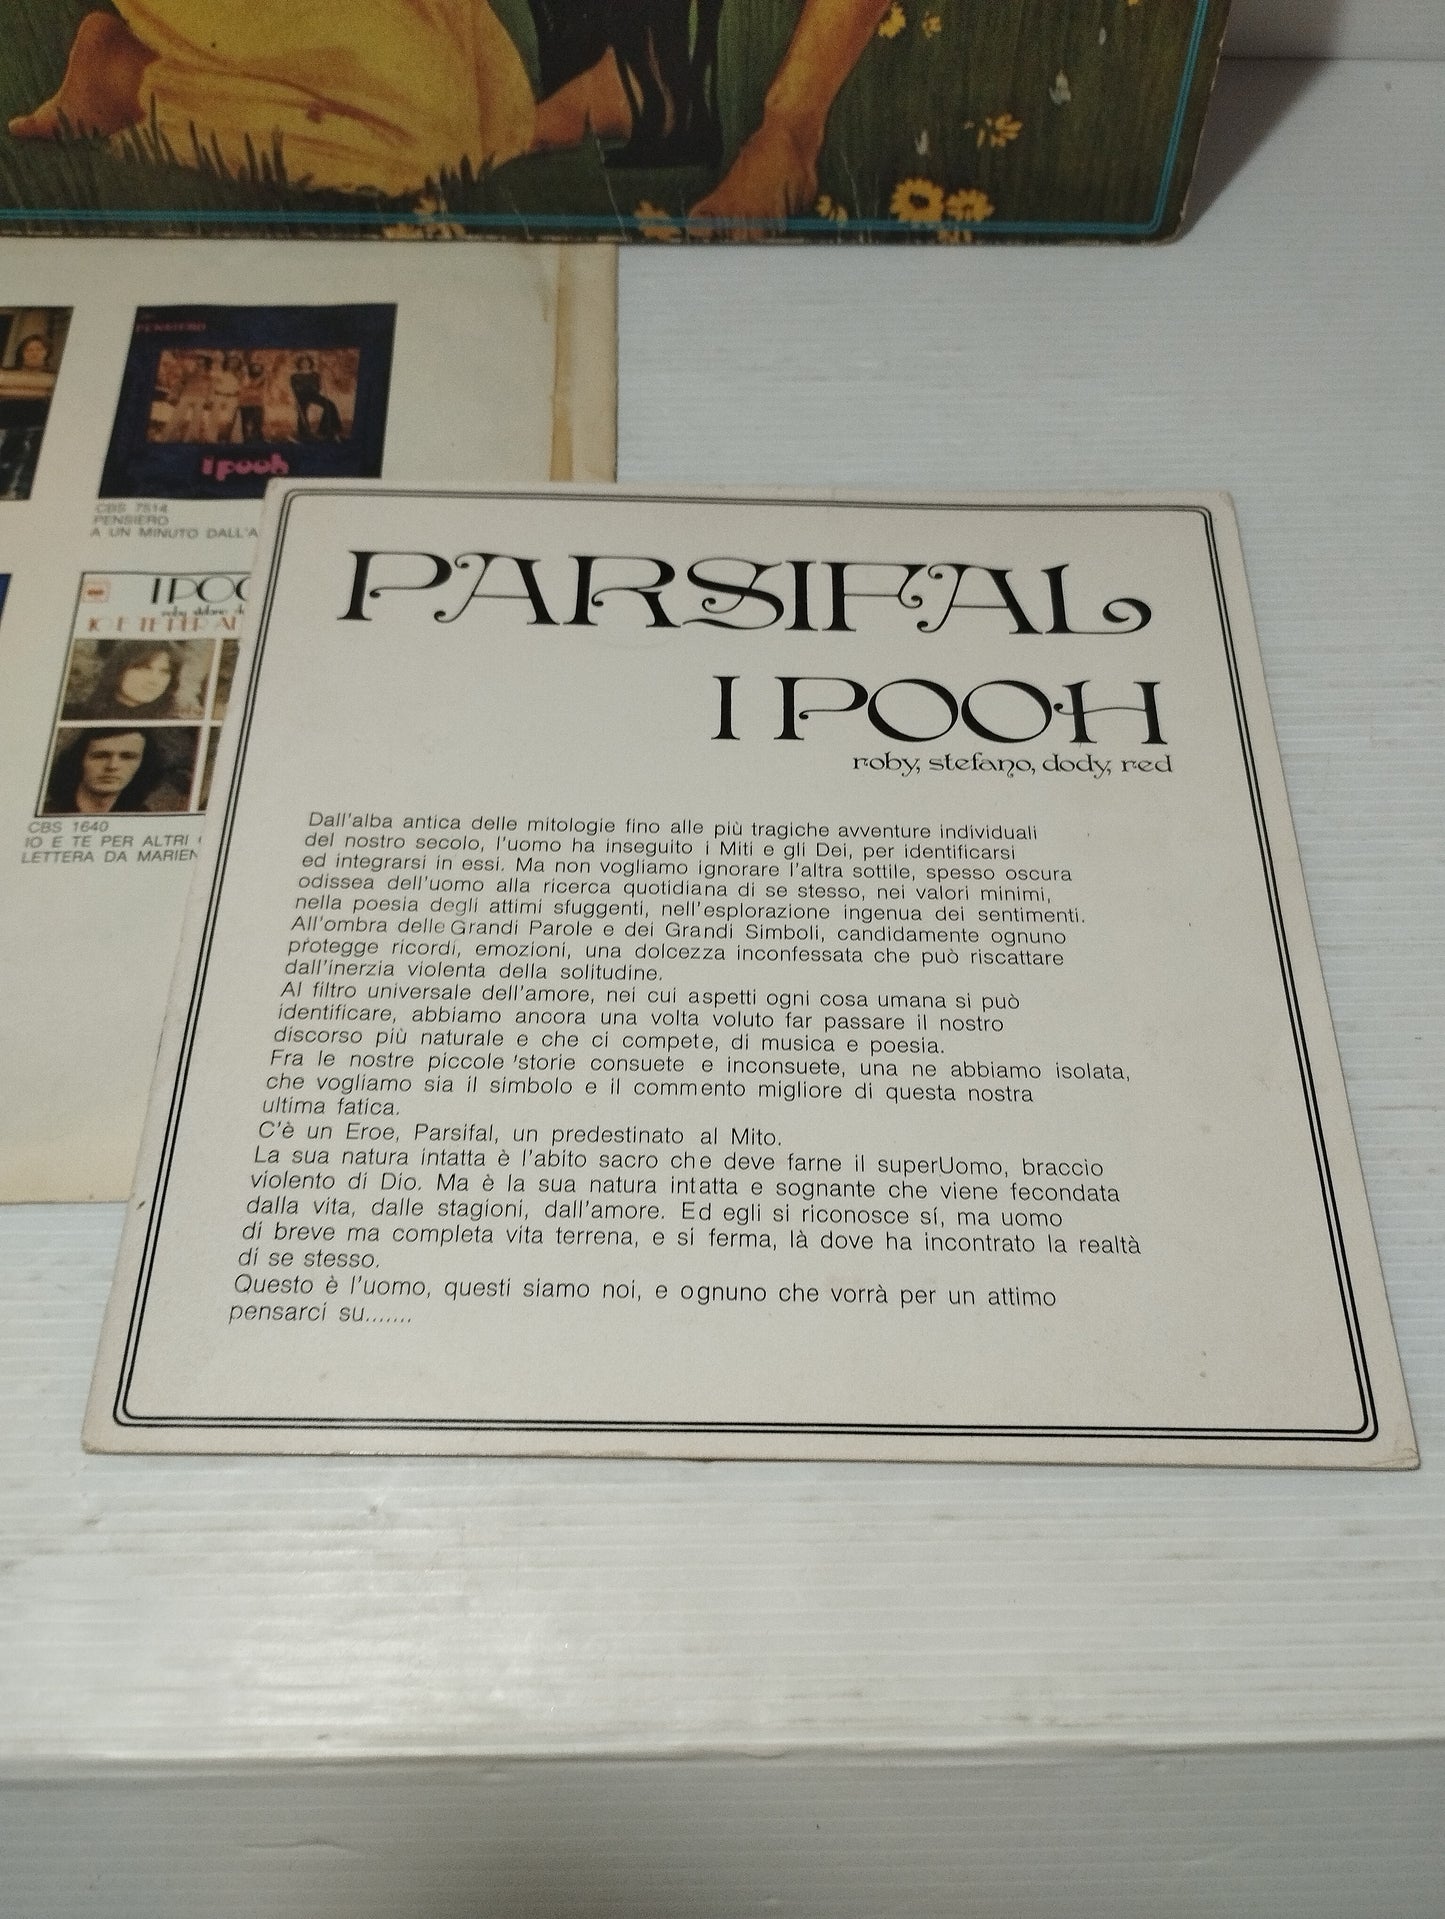 PENSIERO
i pooh
CBS 7514
PENSIERO
A UN MINUTO DALL'A
I POO
IO E TE PER AL
CBS 1640
IO E TE PER ALTRI
LETTERA DA MARIEN
PARSIFAL
I POOH
roby, stefano, dody, red
Dall'alba antica delle mitologie fino alle più tragiche avventure individuali
del nostro secolo, l'uomo ha inseguito i Miti e gli Dei, per identificarsi
ed integrarsi in essi. Ma non vogliamo ignorare l'altra sottile, spesso oscura
odissea dell'uomo alla ricerca quotidiana di se stesso, nei valori minimi,
nella poesia degli attimi sfuggenti, nell'esplorazione ingenua dei sentimenti.
All'ombra delle Grandi Parole e dei Grandi Simboli, candidamente ognuno
protegge ricordi, emozioni, una dolcezza inconfessata che può riscattare
dall'inerzia violenta della solitudine.
Al filtro universale dell'amore, nei cui aspetti ogni cosa umana si può
identificare, abbiamo ancora una volta voluto far passare il nostro
discorso più naturale e che ci compete, di musica e poesia.
Fra le nostre piccole 'storie consuete e inconsuete, una ne abbiamo isolata,
che vogliamo sia il simbolo e il commento migliore di questa nostra
ultima fatica.
C'è un Eroe, Parsifal, un predestinato al Mito.
La sua natura intatta è l'abito sacro che deve farne il superUomo, braccio
violento di Dio. Ma è la sua natura intatta e sognante che viene fecondata
dalla vita, dalle stagioni, dall'amore. Ed egli si riconosce sí, ma uomo
di breve ma completa vita terrena, e si ferma, là dove ha incontrato la realtà
di se stesso.
Questo è l'uomo, questi siamo noi, e ognuno che vorrà per un attimo
pensarci su.......